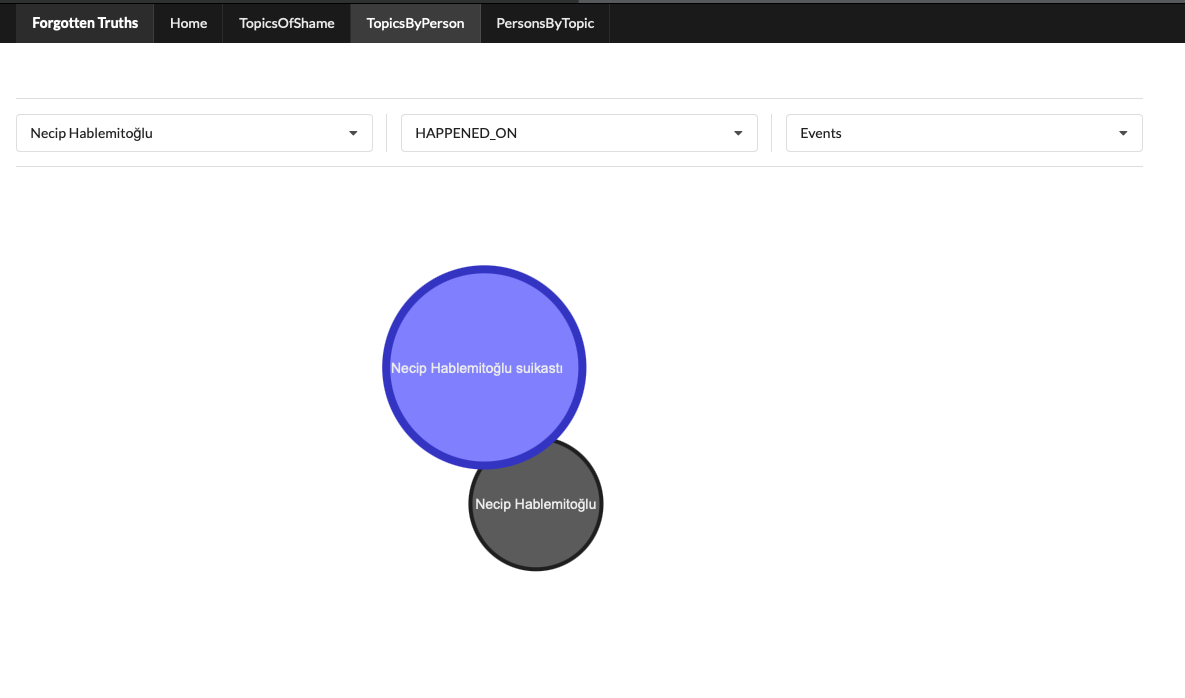 Forgotten Truths Home TopicsOfShame TopicsByPerson PersonsByTopic
Necip Hablemitoğlu HAPPENED_ON Events
Necip Hablemitoğlu suikastı
Necip Hablemitoğlu